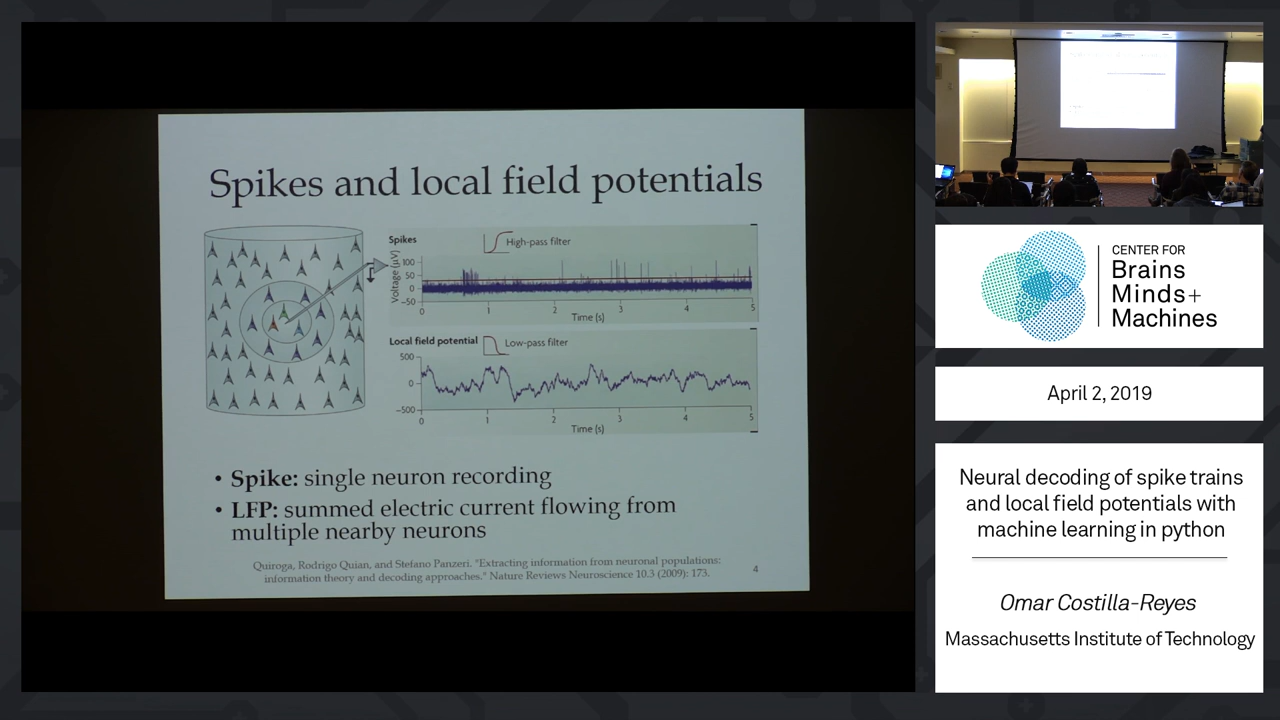 Spikes and local field potentials
Spikes
High-pass filter
Voltage (µV)
100
50
0
−50
0 1 2 3 4 5
Time (s)
Local field potential
Low-pass filter
500
0
−500
0 1 2 3 4 5
Time (s)
• Spike: single neuron recording
• LFP: summed electric current flowing from
multiple nearby neurons
Quiroga, Rodrigo Quian, and Stefano Panzeri. "Extracting information from neuronal populations:
information theory and decoding approaches." Nature Reviews Neuroscience 10.3 (2009): 173.
4
CENTER FOR
Brains
Minds+
Machines
April 2, 2019
Neural decoding of spike trains
and local field potentials with
machine learning in python
Omar Costilla-Reyes
Massachusetts Institute of Technology